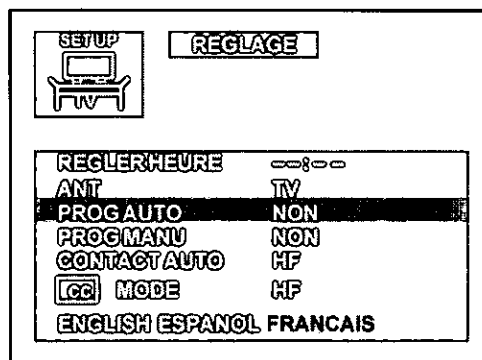 SET UP
TV
REGLAGE
REGLER HEURE --:--
ANT TV
PROG AUTO NON
PROG MANU NON
CONTACT AUTO HF
CC MODE HF
ENGLISH ESPANOL FRANCAIS